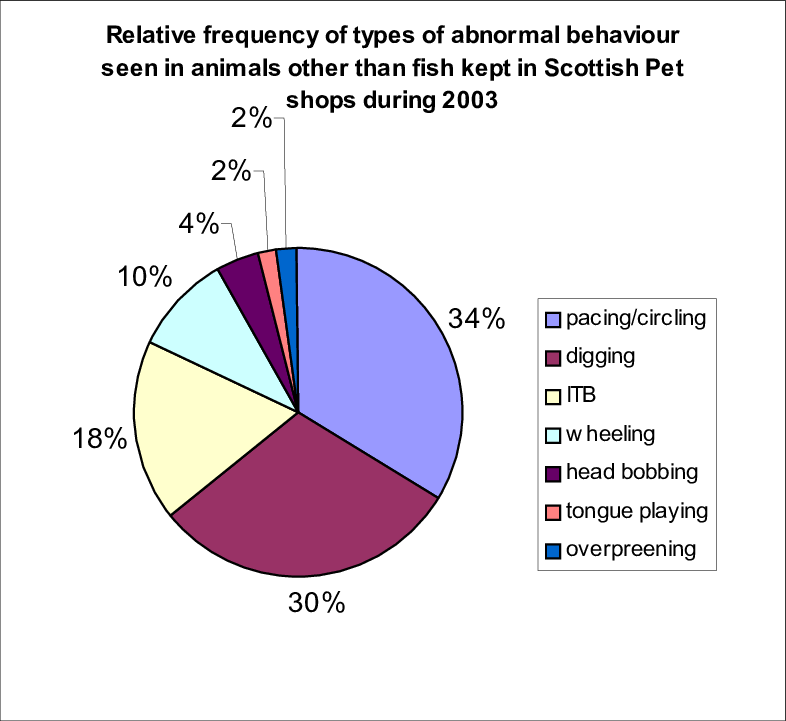 Relative frequency of types of abnormal behaviour
seen in animals other than fish kept in Scottish Pet
shops during 2003
2%
2%
4%
10%
34%
18%
30%
pacing/circling
digging
ITB
wheeling
head bobbing
tongue playing
overpreening